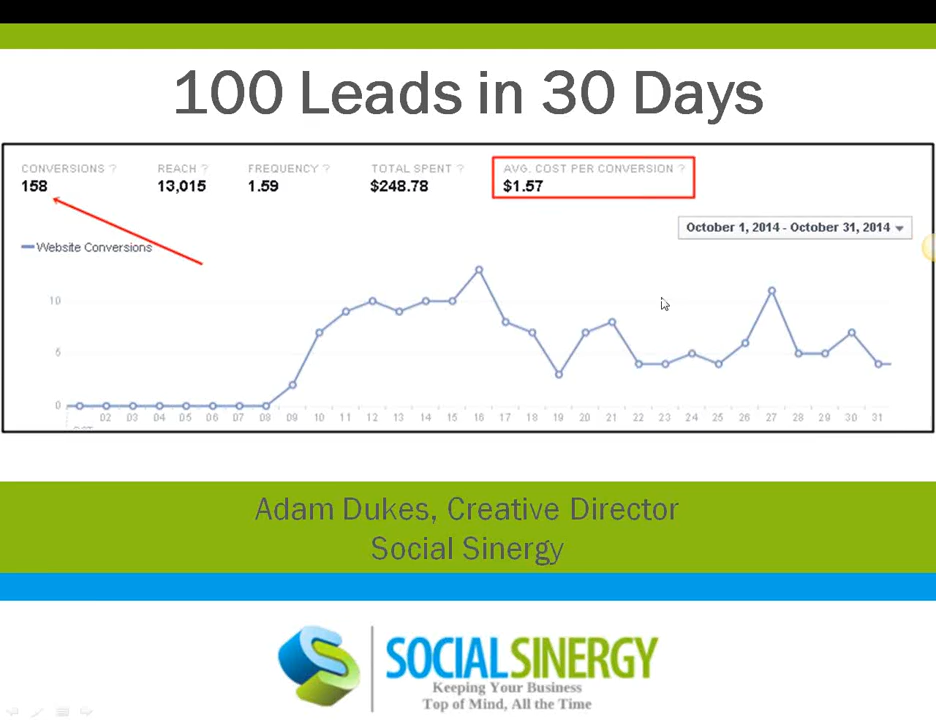 100 Leads in 30 Days
CONVERSIONS ? REACH ? FREQUENCY ? TOTAL SPENT ? AVG. COST PER CONVERSION ?
158 13,015 1.59 $248.78 $1.57
October 1, 2014 - October 31, 2014
Website Conversions
10
5
0
02 03 04 05 06 07 08 09 10 11 12 13 14 15 16 17 18 19 20 21 22 23 24 25 26 27 28 29 30 31
Adam Dukes, Creative Director
Social Sinergy
SOCIALSINERGY
Keeping Your Business
Top of Mind, All the Time